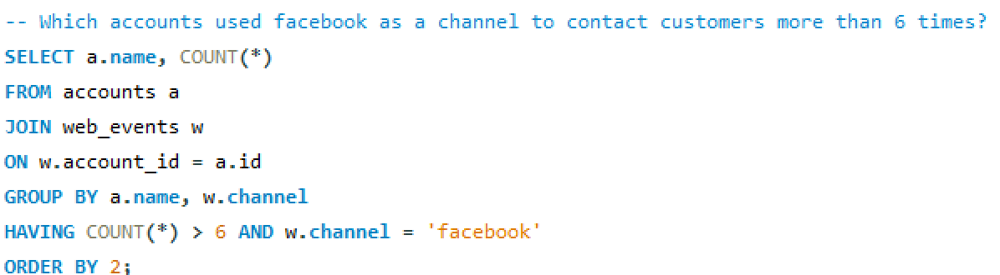 -- Which accounts used facebook as a channel to contact customers more than 6 times?
SELECT a.name, COUNT(*)
FROM accounts a
JOIN web_events w
ON w.account_id = a.id
GROUP BY a.name, w.channel
HAVING COUNT(*) > 6 AND w.channel = 'facebook'
ORDER BY 2;